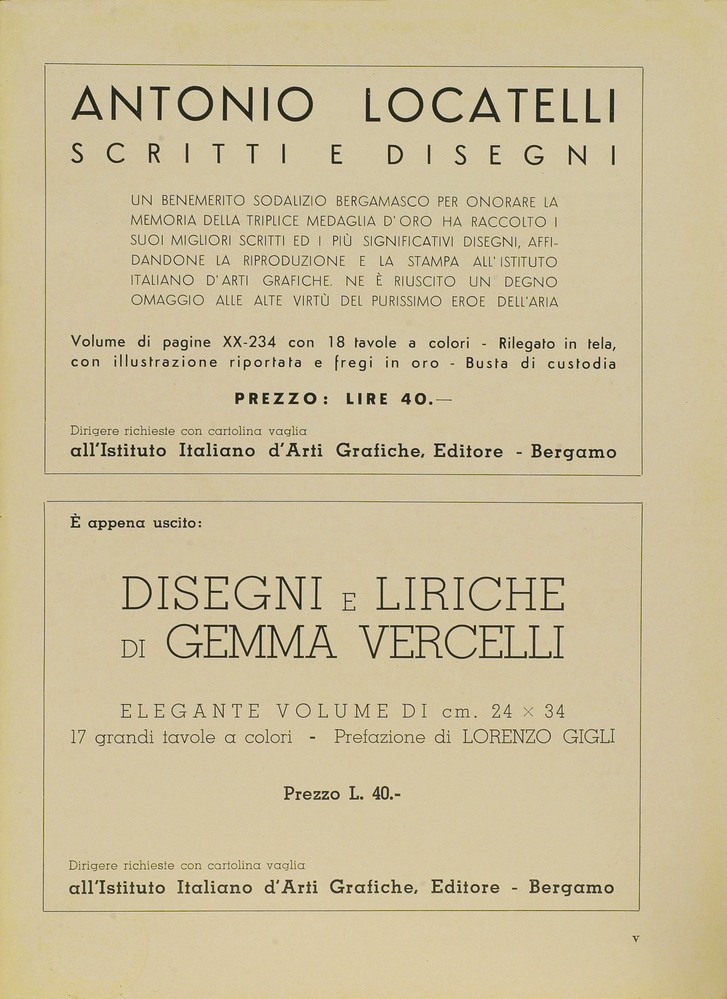 ANTONIO LOCATELLI
SCRITTI E DISEGNI
UN BENEMERITO SODALIZIO BERGAMASCO PER ONORARE LA
MEMORIA DELLA TRIPLICE MEDAGLIA D'ORO HA RACCOLTO I
SUOI MIGLIORI SCRITTI ED I PIÙ SIGNIFICATIVI DISEGNI, AFFI-
DANDONE LA RIPRODUZIONE E LA STAMPA ALL'ISTITUTO
ITALIANO D'ARTI GRAFICHE. NE È RIUSCITO UN DEGNO
OMAGGIO ALLE ALTE VIRTÙ DEL PURISSIMO EROE DELL'ARIA
Volume di pagine XX-234 con 18 tavole a colori - Rilegato in tela,
con illustrazione riportata e fregi in oro - Busta di custodia
PREZZO: LIRE 40.—
Dirigere richieste con cartolina vaglia
all'Istituto Italiano d'Arti Grafiche, Editore - Bergamo
È appena uscito:
DISEGNI E LIRICHE
DI GEMMA VERCELLI
ELEGANTE VOLUME DI cm. 24 × 34
17 grandi tavole a colori - Prefazione di LORENZO GIGLI
Prezzo L. 40.-
Dirigere richieste con cartolina vaglia
all'Istituto Italiano d'Arti Grafiche, Editore - Bergamo
V